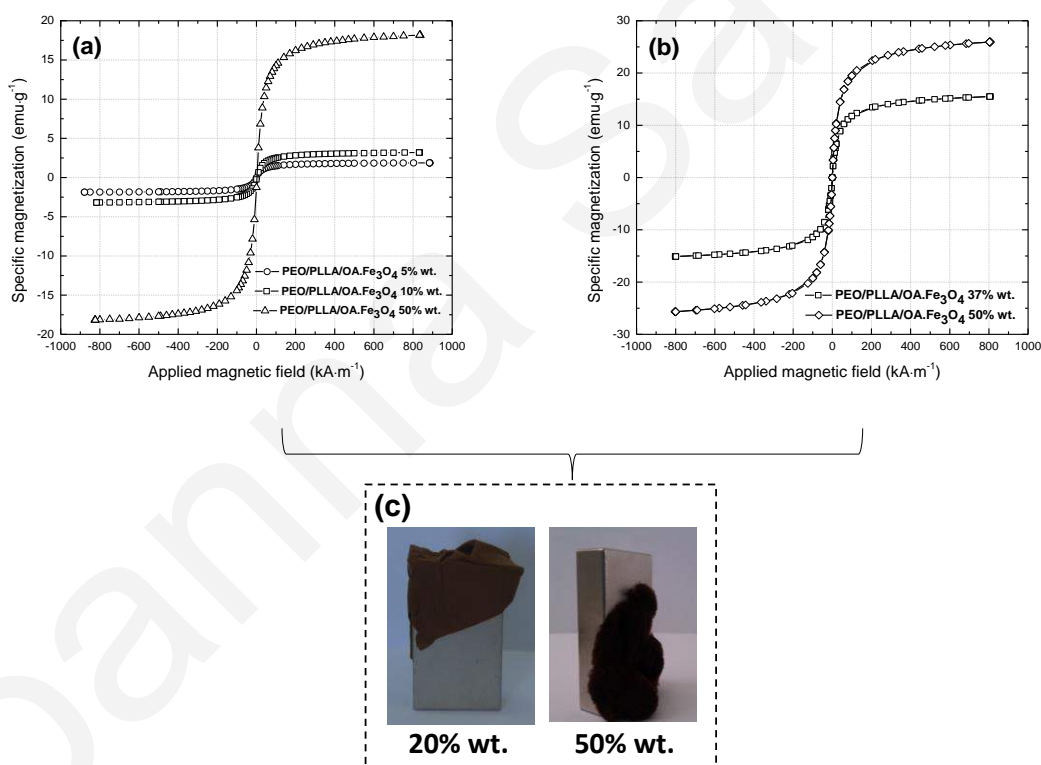 (a)
Specific magnetization (emu·g⁻¹)
20
15
10
5
0
-5
-10
-15
-20
PEO/PLLA/OA.Fe₃O₄ 5% wt.
PEO/PLLA/OA.Fe₃O₄ 10% wt.
PEO/PLLA/OA.Fe₃O₄ 50% wt.
-1000 -800 -600 -400 -200 0 200 400 600 800 1000
Applied magnetic field (kA·m⁻¹)
(b)
Specific magnetization (emu·g⁻¹)
30
20
10
0
-10
-20
-30
PEO/PLLA/OA.Fe₃O₄ 37% wt.
PEO/PLLA/OA.Fe₃O₄ 50% wt.
-1000 -800 -600 -400 -200 0 200 400 600 800 1000
Applied magnetic field (kA·m⁻¹)
(c)
20% wt. 50% wt.